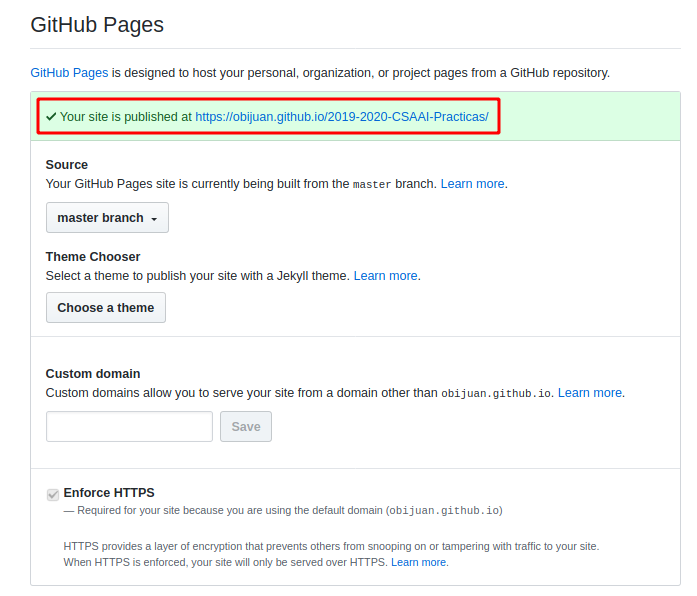 GitHub Pages
GitHub Pages is designed to host your personal, organization, or project pages from a GitHub repository.
Your site is published at https://obijuan.github.io/2019-2020-CSAAI-Practicas/
Source
Your GitHub Pages site is currently being built from the master branch. Learn more.
master branch
Theme Chooser
Select a theme to publish your site with a Jekyll theme. Learn more.
Choose a theme
Custom domain
Custom domains allow you to serve your site from a domain other than obijuan.github.io. Learn more.
Save
Enforce HTTPS
— Required for your site because you are using the default domain (obijuan.github.io)
HTTPS provides a layer of encryption that prevents others from snooping on or tampering with traffic to your site.
When HTTPS is enforced, your site will only be served over HTTPS. Learn more.